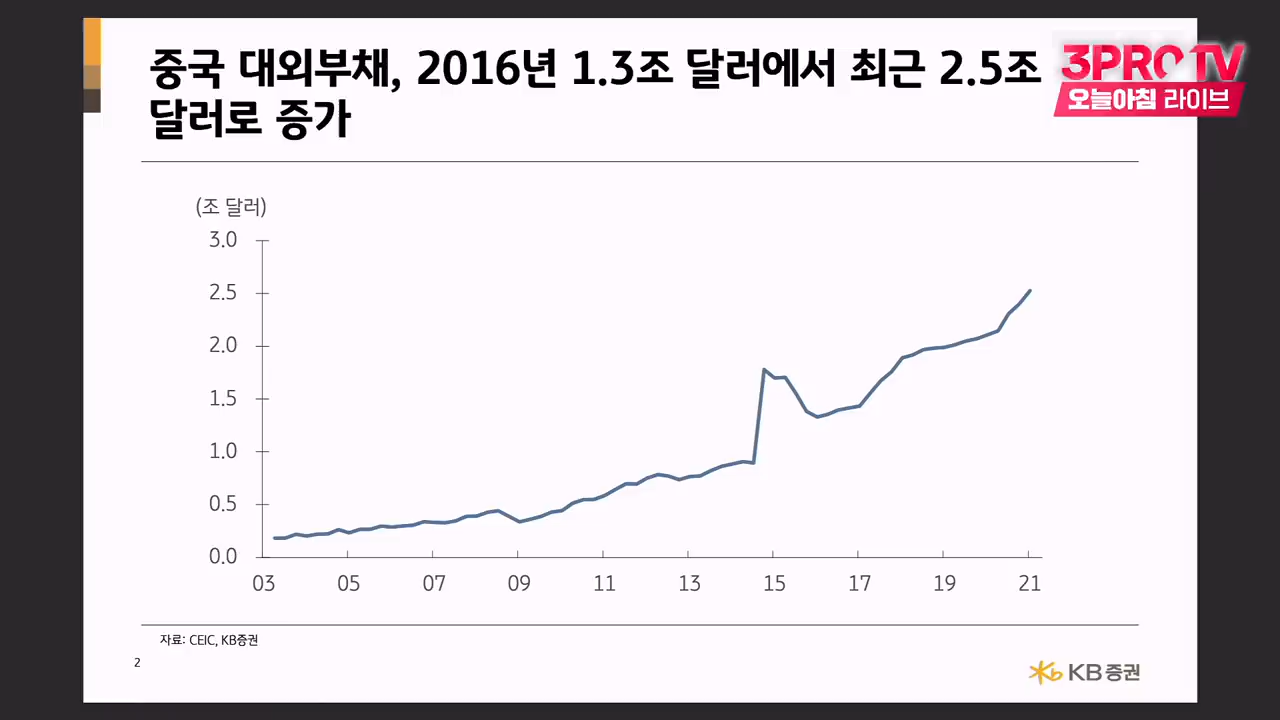 중국 대외부채, 2016년 1.3조 달러에서 최근 2.5조
달러로 증가
3PRO TV
오늘아침 라이브
(조 달러)
3.0
2.5
2.0
1.5
1.0
0.5
0.0
03 05 07 09 11 13 15 17 19 21
자료: CEIC, KB증권
2
KB증권